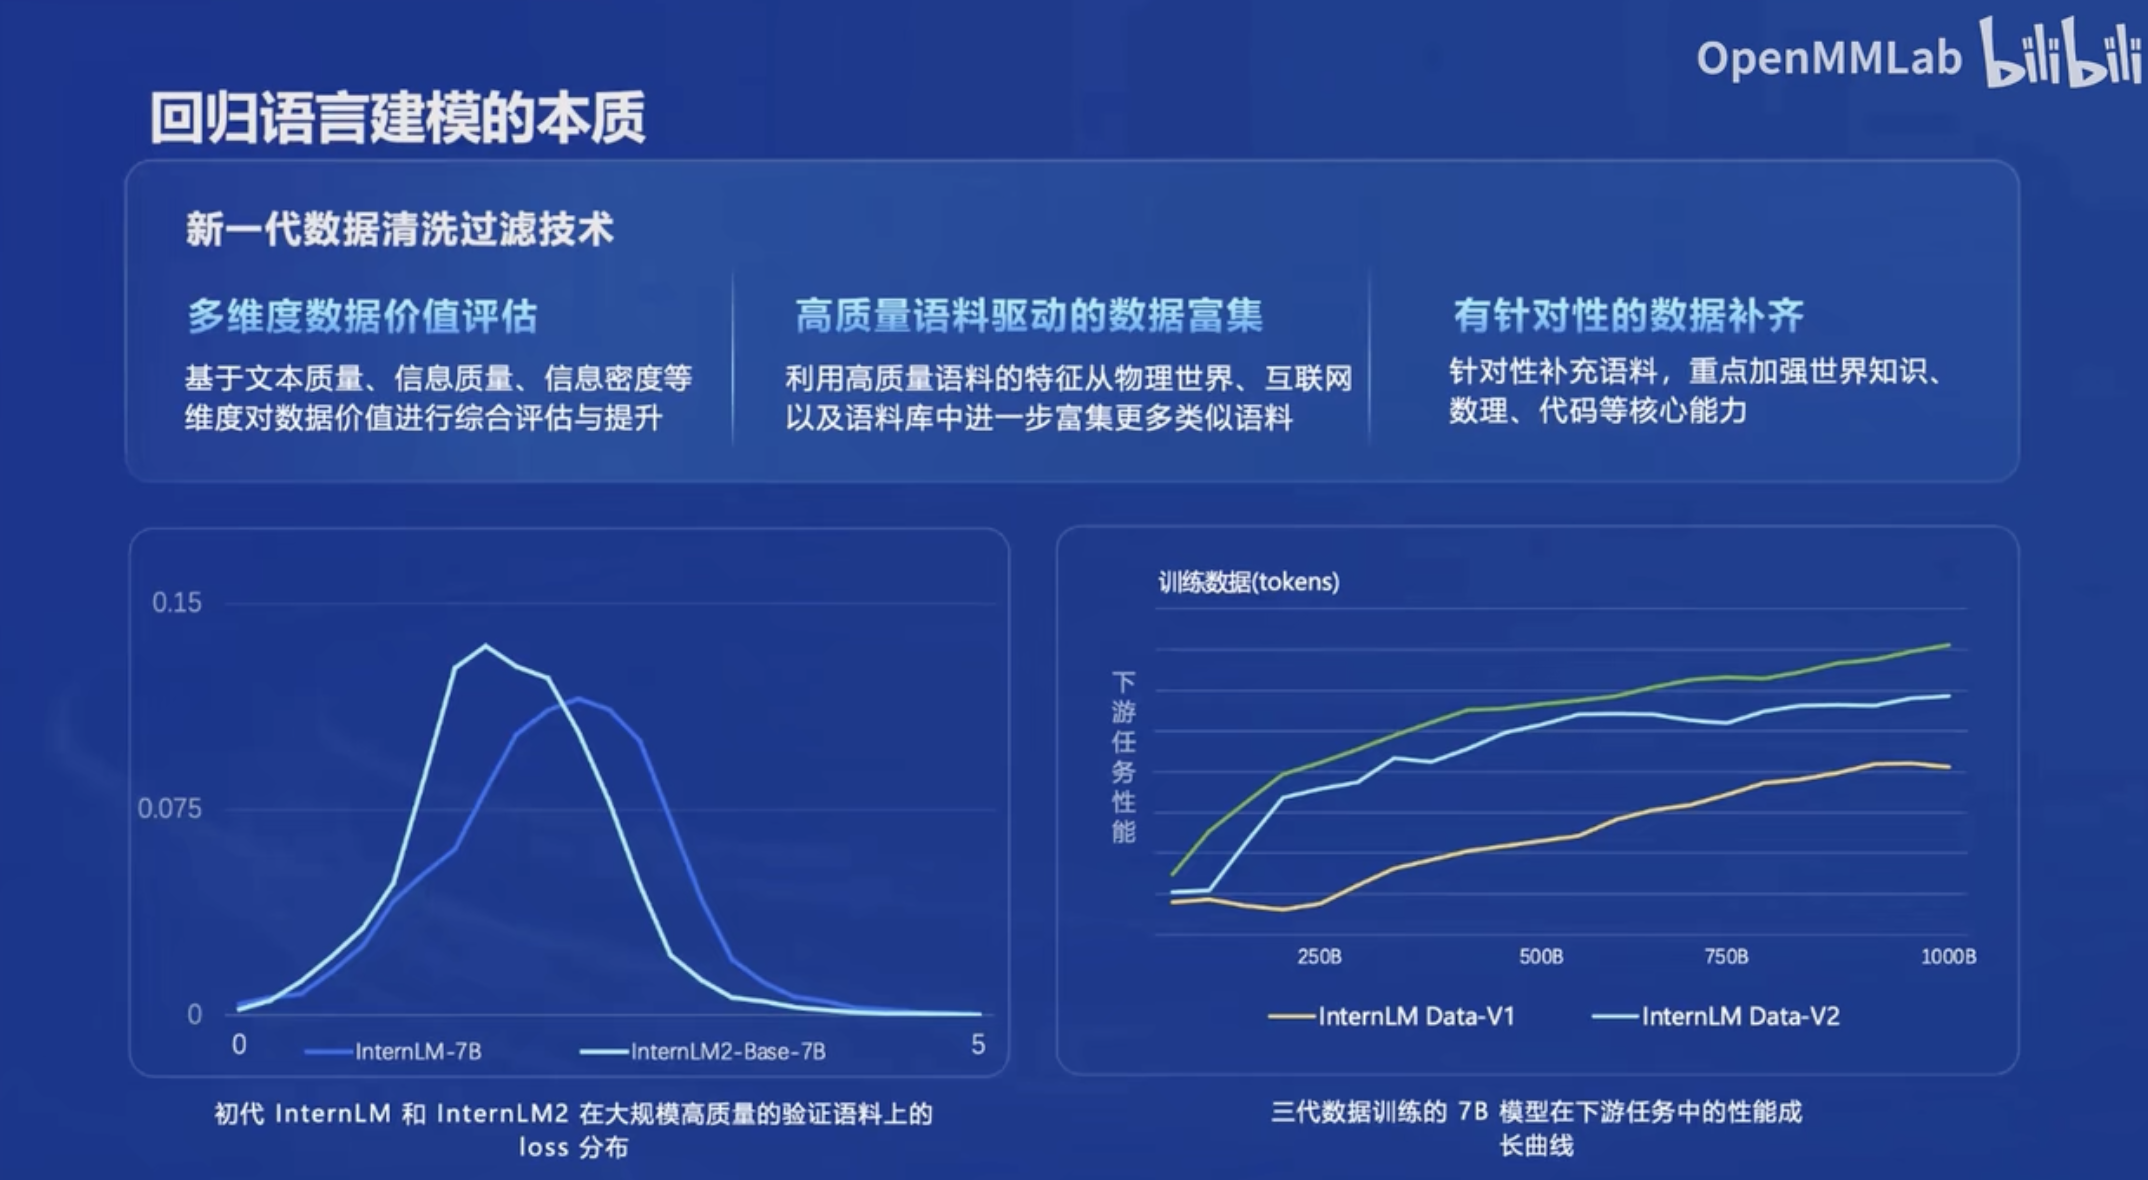 OpenMMLab bilibili
回归语言建模的本质
新一代数据清洗过滤技术
多维度数据价值评估
基于文本质量、信息质量、信息密度等
维度对数据价值进行综合评估与提升
高质量语料驱动的数据富集
利用高质量语料的特征从物理世界、互联网
以及语料库中进一步富集更多类似语料
有针对性的数据补齐
针对性补充语料，重点加强世界知识、
数理、代码等核心能力
0.15
0.075
0
0
5
InternLM-7B
InternLM2-Base-7B
初代 InternLM 和 InternLM2 在大规模高质量的验证语料上的
loss 分布
训练数据(tokens)
下游任务性能
250B
500B
750B
1000B
InternLM Data-V1
InternLM Data-V2
三代数据训练的 7B 模型在下游任务中的性能成
长曲线